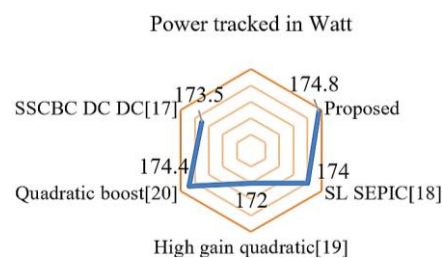 Power tracked in Watt
174.8
173.5
SSCBC DC DC[17]
Proposed
174.4
174
Quadratic boost[20]
SL SEPIC[18]
172
High gain quadratic[19]